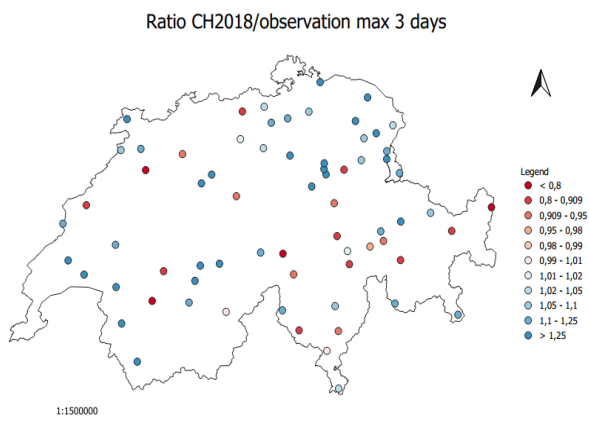 Ratio CH2018/observation max 3 days
Legend
< 0,8
0,8 - 0,909
0,909 - 0,95
0,95 - 0,98
0,98 - 0,99
0,99 - 1,01
1,01 - 1,02
1,02 - 1,05
1,05 - 1,1
1,1 - 1,25
> 1,25
1:1500000